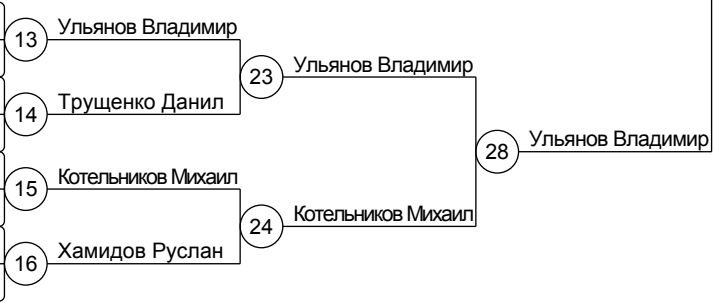 13
Ульянов Владимир
23
Ульянов Владимир
14
Трущенко Данил
28
Ульянов Владимир
15
Котельников Михаил
24
Котельников Михаил
16
Хамидов Руслан